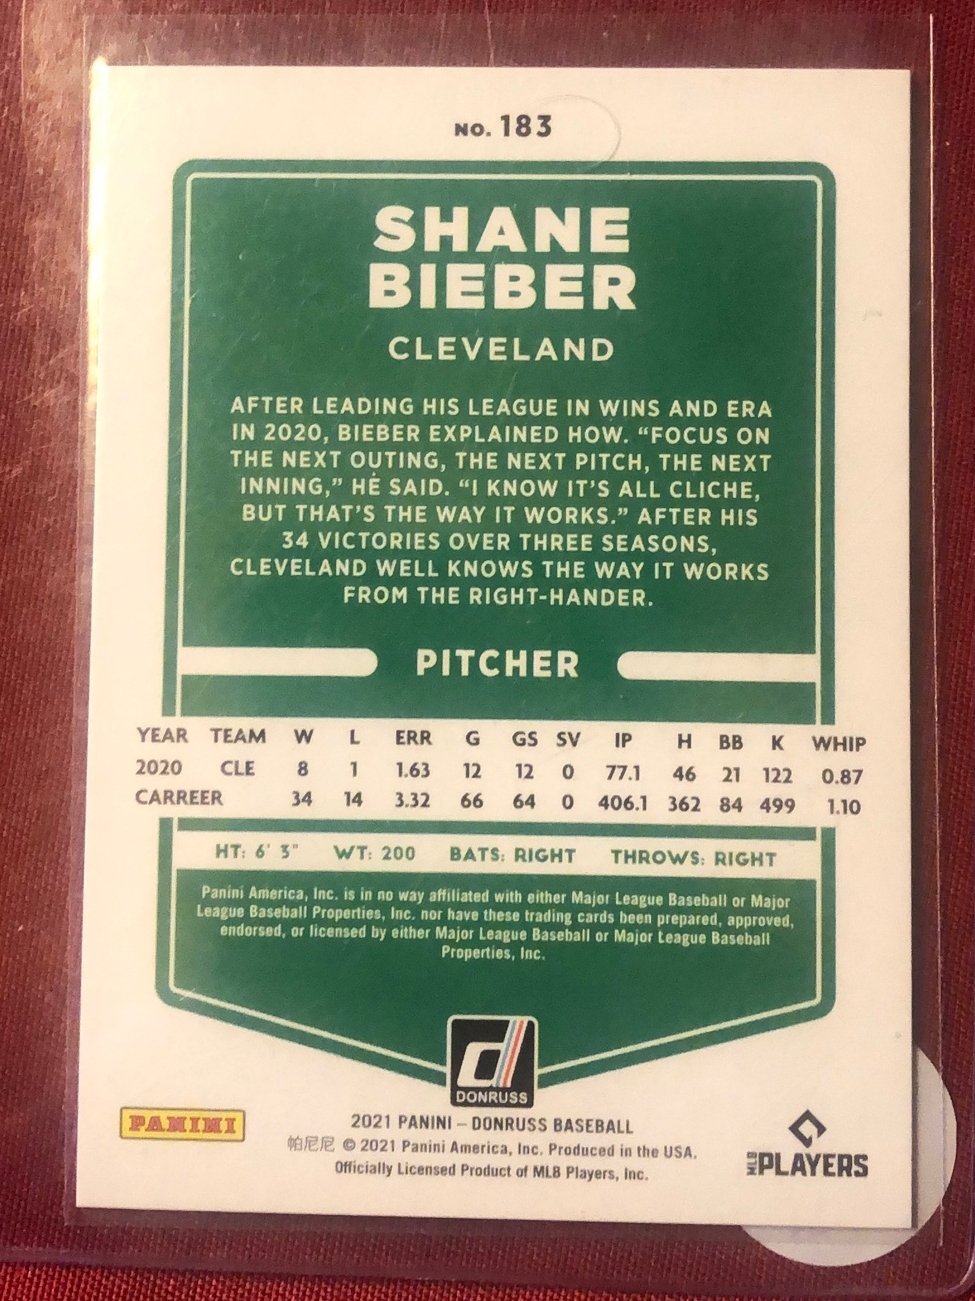 NO. 183
SHANE
BIEBER
CLEVELAND
AFTER LEADING HIS LEAGUE IN WINS AND ERA
IN 2020, BIEBER EXPLAINED HOW. “FOCUS ON
THE NEXT OUTING, THE NEXT PITCH, THE NEXT
INNING,” HE SAID. “I KNOW IT’S ALL CLICHE,
BUT THAT’S THE WAY IT WORKS.” AFTER HIS
34 VICTORIES OVER THREE SEASONS,
CLEVELAND WELL KNOWS THE WAY IT WORKS
FROM THE RIGHT-HANDER.
PITCHER
YEAR TEAM W L ERR G GS SV IP H BB K WHIP
2020 CLE 8 1 1.63 12 12 0 77.1 46 21 122 0.87
CARREER 34 14 3.32 66 64 0 406.1 362 84 499 1.10
HT: 6' 3" WT: 200 BATS: RIGHT THROWS: RIGHT
Panini America, Inc. is in no way affiliated with either Major League Baseball or Major
League Baseball Properties, Inc. nor have these trading cards been prepared, approved,
endorsed, or licensed by either Major League Baseball or Major League Baseball
Properties, Inc.
d
DONRUSS
PANINI
2021 PANINI – DONRUSS BASEBALL
帕尼尼 © 2021 Panini America, Inc. Produced in the USA.
Officially Licensed Product of MLB Players, Inc.
MLB PLAYERS